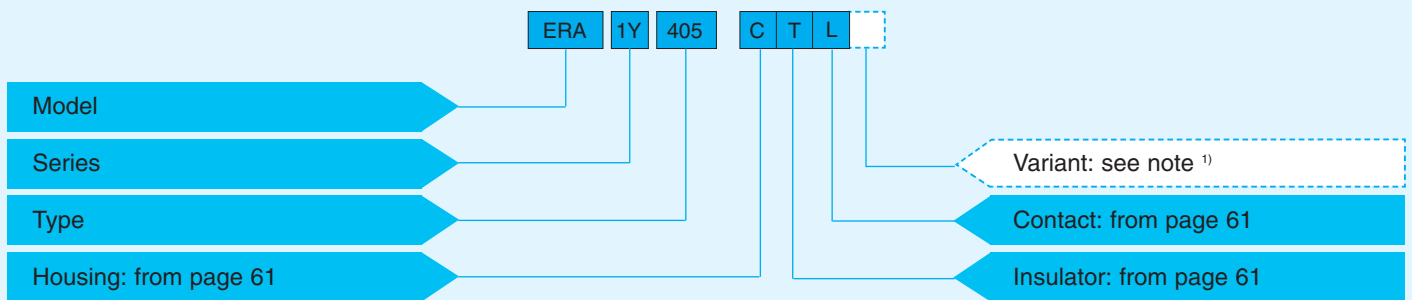 ERA 1Y 405 C T L
Model
Series
Variant: see note 1)
Type
Contact: from page 61
Housing: from page 61
Insulator: from page 61